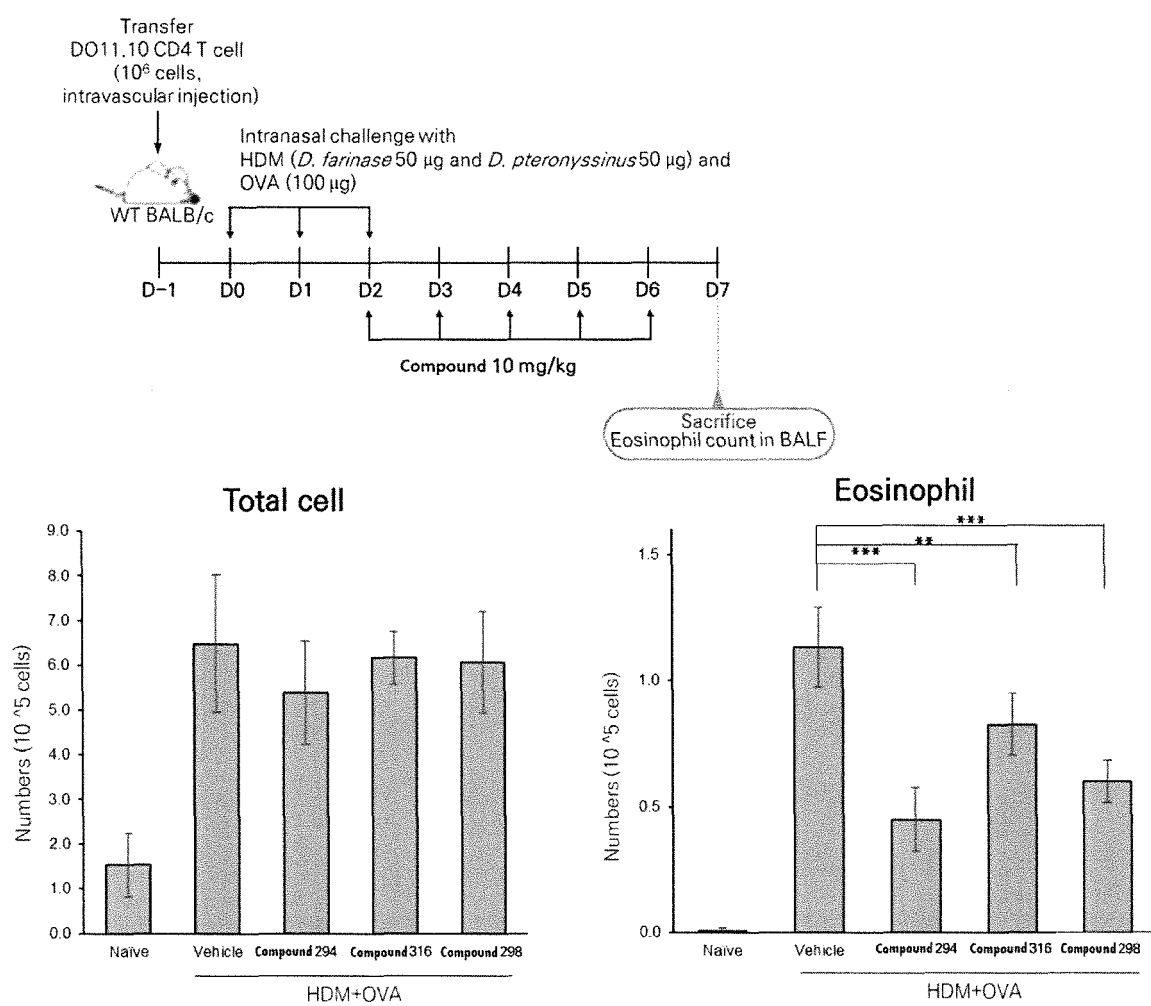 Transfer
DO11.10 CD4 T cell
(10⁶ cells,
intravascular injection)
Intranasal challenge with
HDM (D. farinase 50 µg and D. pteronyssinus 50 µg) and
OVA (100 µg)
WT BALB/c
D-1 D0 D1 D2 D3 D4 D5 D6 D7
Compound 10 mg/kg
Sacrifice
Eosinophil count in BALF
Total cell
Numbers (10 ^5 cells)
9.0
8.0
7.0
6.0
5.0
4.0
3.0
2.0
1.0
0.0
Naïve Vehicle Compound 294 Compound 316 Compound 298
HDM+OVA
Eosinophil
***
**
***
Numbers (10 ^5 cells)
1.5
1.0
0.5
0.0
Naïve Vehicle Compound 294 Compound 316 Compound 298
HDM+OVA